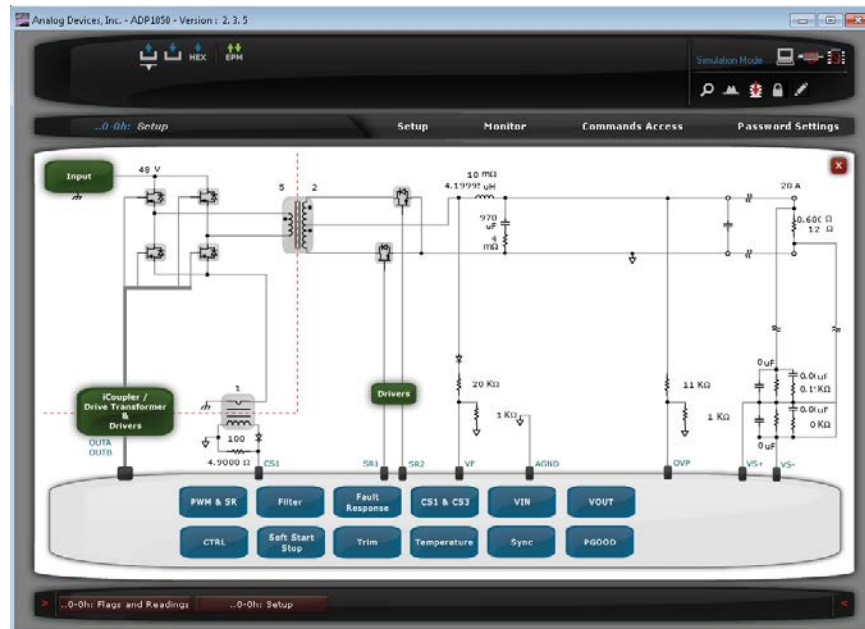 Analog Devices, Inc. - ADP1050 - Version : 2. 3. 5
HEX
EPM
Simulation Mode
..0-0h: Setup
Setup
Monitor
Commands Access
Password Settings
Input
48 V
5
2
10 mΩ
uH
970
uF
4
mΩ
20 A
12 Ω
iCoupler /
Drive Transformer
&
Drivers
OUTA
OUTB
1
100
4.9000 Ω
CS1
Drivers
SR1
SR2
20 KΩ
VF
1 KΩ
AGND
11 KΩ
1 KΩ
OVP
0 uF
0 KΩ
0 uF
VS+
VS-
PWM & SR
Filter
Fault
Response
CS1 & CS3
VIN
VOUT
CTRL
Soft Start
Stop
Trim
Temperature
Sync
PGOOD
>
..0-0h: Flags and Readings
..0-0h: Setup
<